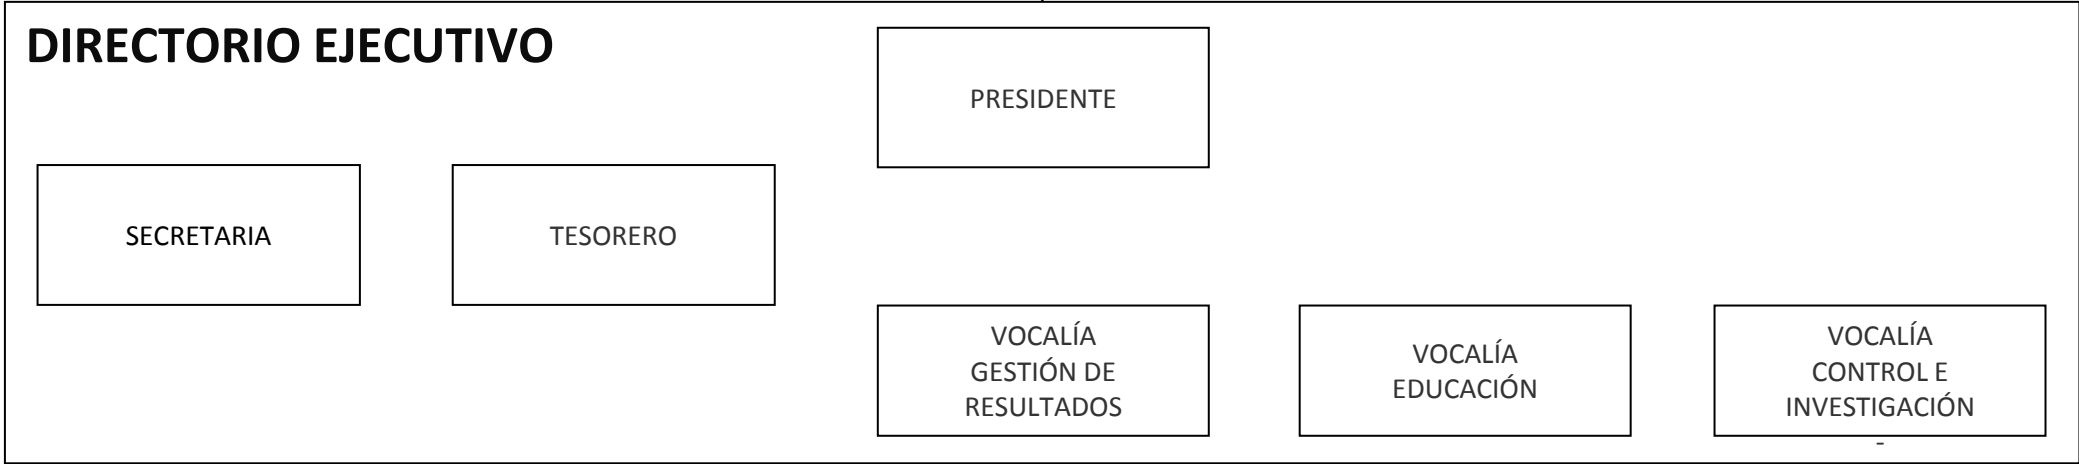 DIRECTORIO EJECUTIVO
PRESIDENTE
SECRETARIA
TESORERO
VOCALÍA
GESTIÓN DE
RESULTADOS
VOCALÍA
EDUCACIÓN
VOCALÍA
CONTROL E
INVESTIGACIÓN
-